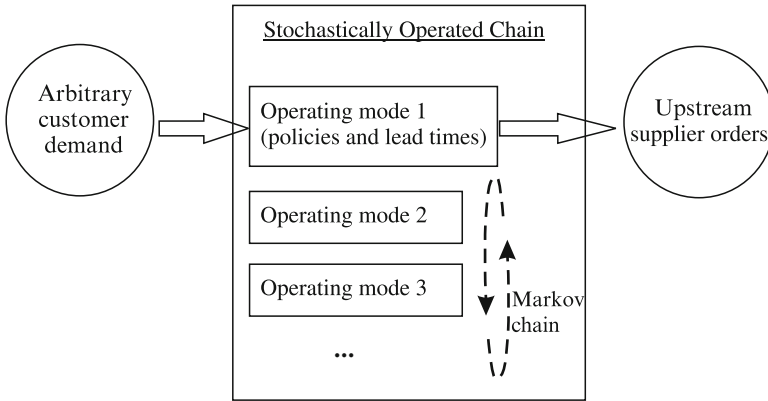 Stochastically Operated Chain
Arbitrary
customer
demand
Operating mode 1
(policies and lead times)
Upstream
supplier orders
Operating mode 2
Operating mode 3
Markov
chain
...